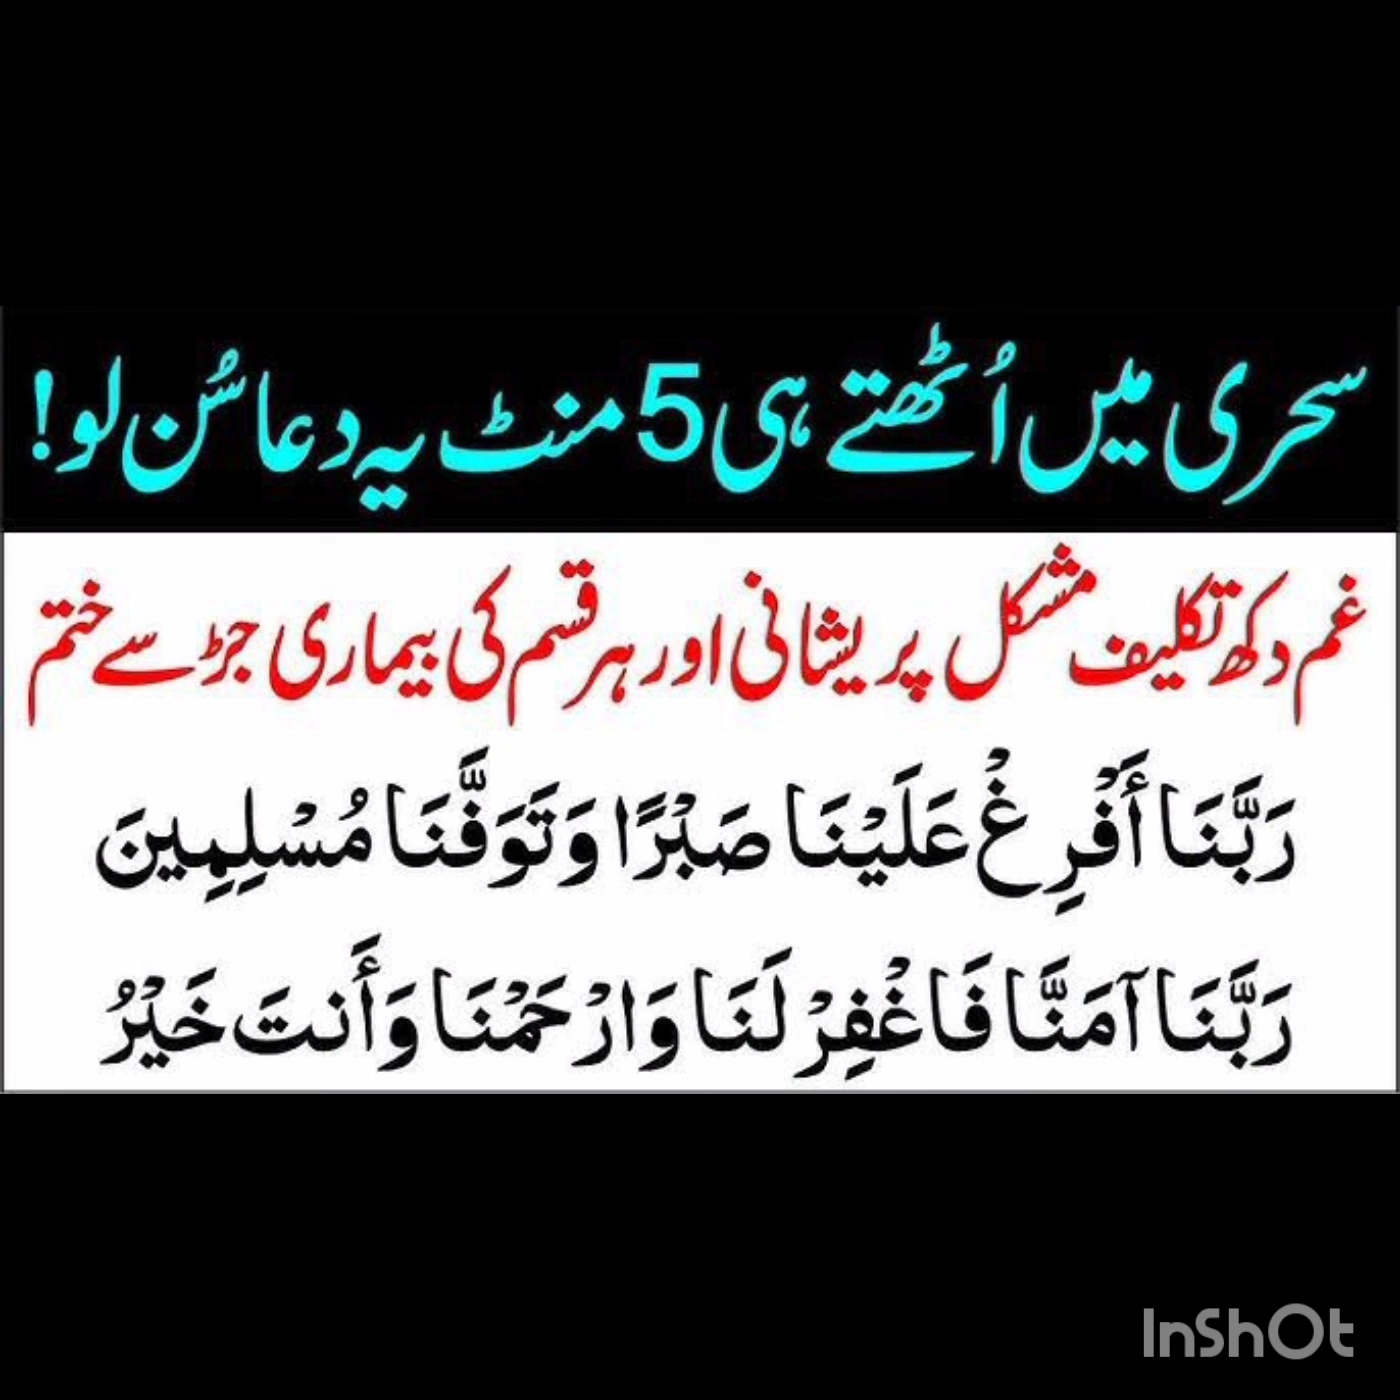 سحری میں اُٹھتے ہی 5 منٹ یہ دعا سُن لو!
غم دکھ تکلیف مشکل پریشانی اور ہر قسم کی بیماری جڑ سے ختم
رَبَّنَا أَفْرِغْ عَلَيْنَا صَبْرًا وَتَوَفَّنَا مُسْلِمِينَ
رَبَّنَا آمَنَّا فَاغْفِرْ لَنَا وَارْحَمْنَا وَأَنتَ خَيْرُ
InShOt